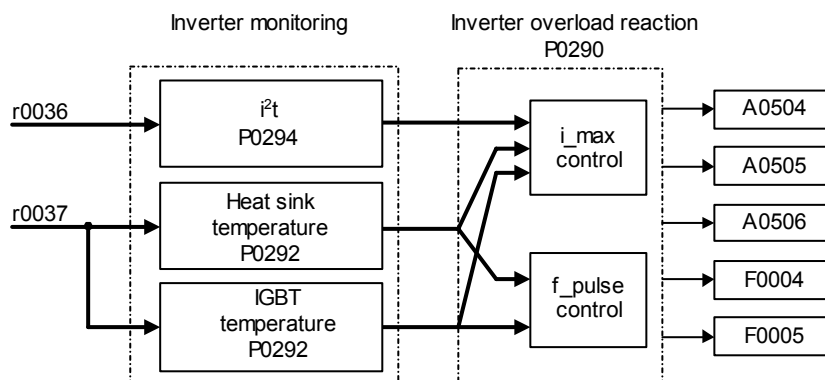 Inverter monitoring
Inverter overload reaction
P0290
r0036
i²t
P0294
i_max
control
A0504
A0505
r0037
Heat sink
temperature
P0292
A0506
f_pulse
control
F0004
IGBT
temperature
P0292
F0005